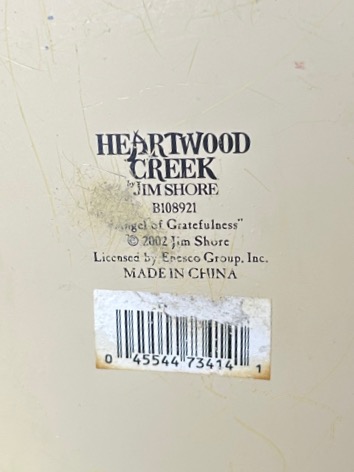 HEARTWOOD
CREEK
by JIM SHORE
B108921
"Angel of Gratefulness"
© 2002 Jim Shore
Licensed by Enesco Group, Inc.
MADE IN CHINA
0 45544 73414 1